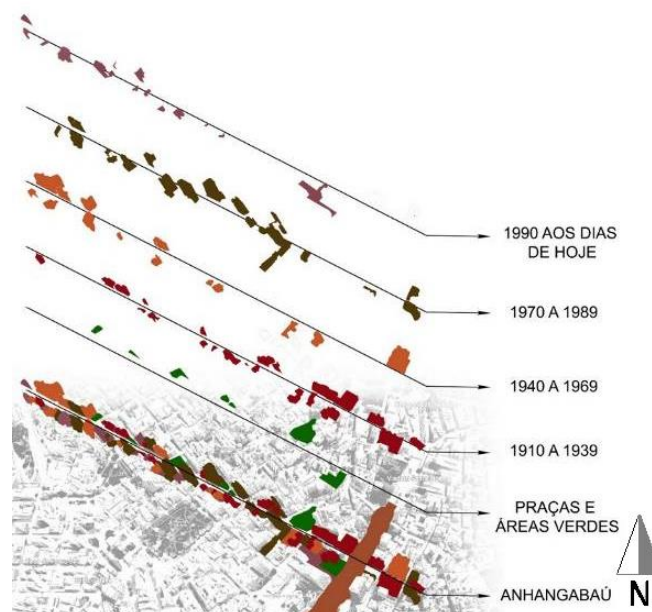 1990 AOS DIAS
DE HOJE
1970 A 1989
1940 A 1969
1910 A 1939
PRAÇAS E
ÁREAS VERDES
ANHANGABAÚ
N